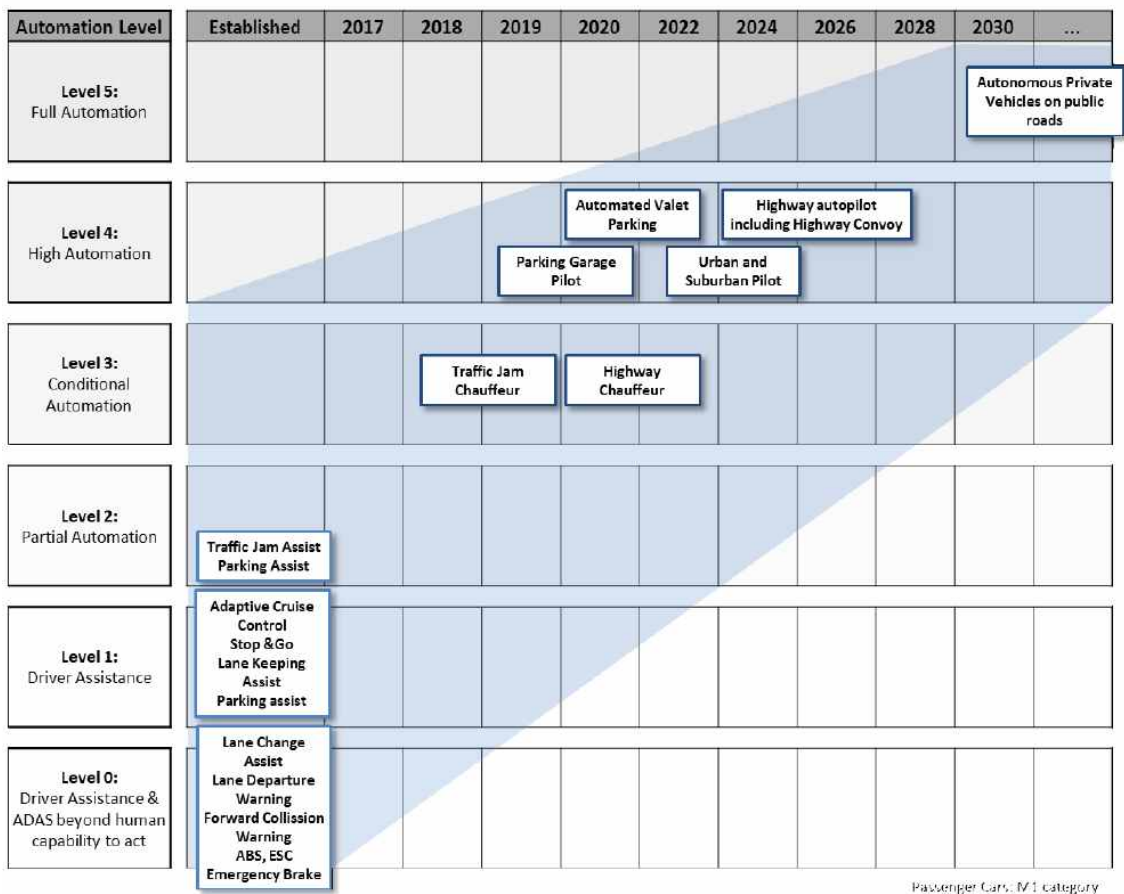 Automation Level Established 2017 2018 2019 2020 2022 2024 2026 2028 2030 ...
Level 5:
Full Automation
Autonomous Private
Vehicles on public
roads
Level 4:
High Automation
Automated Valet
Parking
Highway autopilot
including Highway Convoy
Parking Garage
Pilot
Urban and
Suburban Pilot
Level 3:
Conditional
Automation
Traffic Jam
Chauffeur
Highway
Chauffeur
Level 2:
Partial Automation
Traffic Jam Assist
Parking Assist
Level 1:
Driver Assistance
Adaptive Cruise
Control
Stop &Go
Lane Keeping
Assist
Parking assist
Level 0:
Driver Assistance &
ADAS beyond human
capability to act
Lane Change
Assist
Lane Departure
Warning
Forward Collission
Warning
ABS, ESC
Emergency Brake
Passenger Cars: M1 category